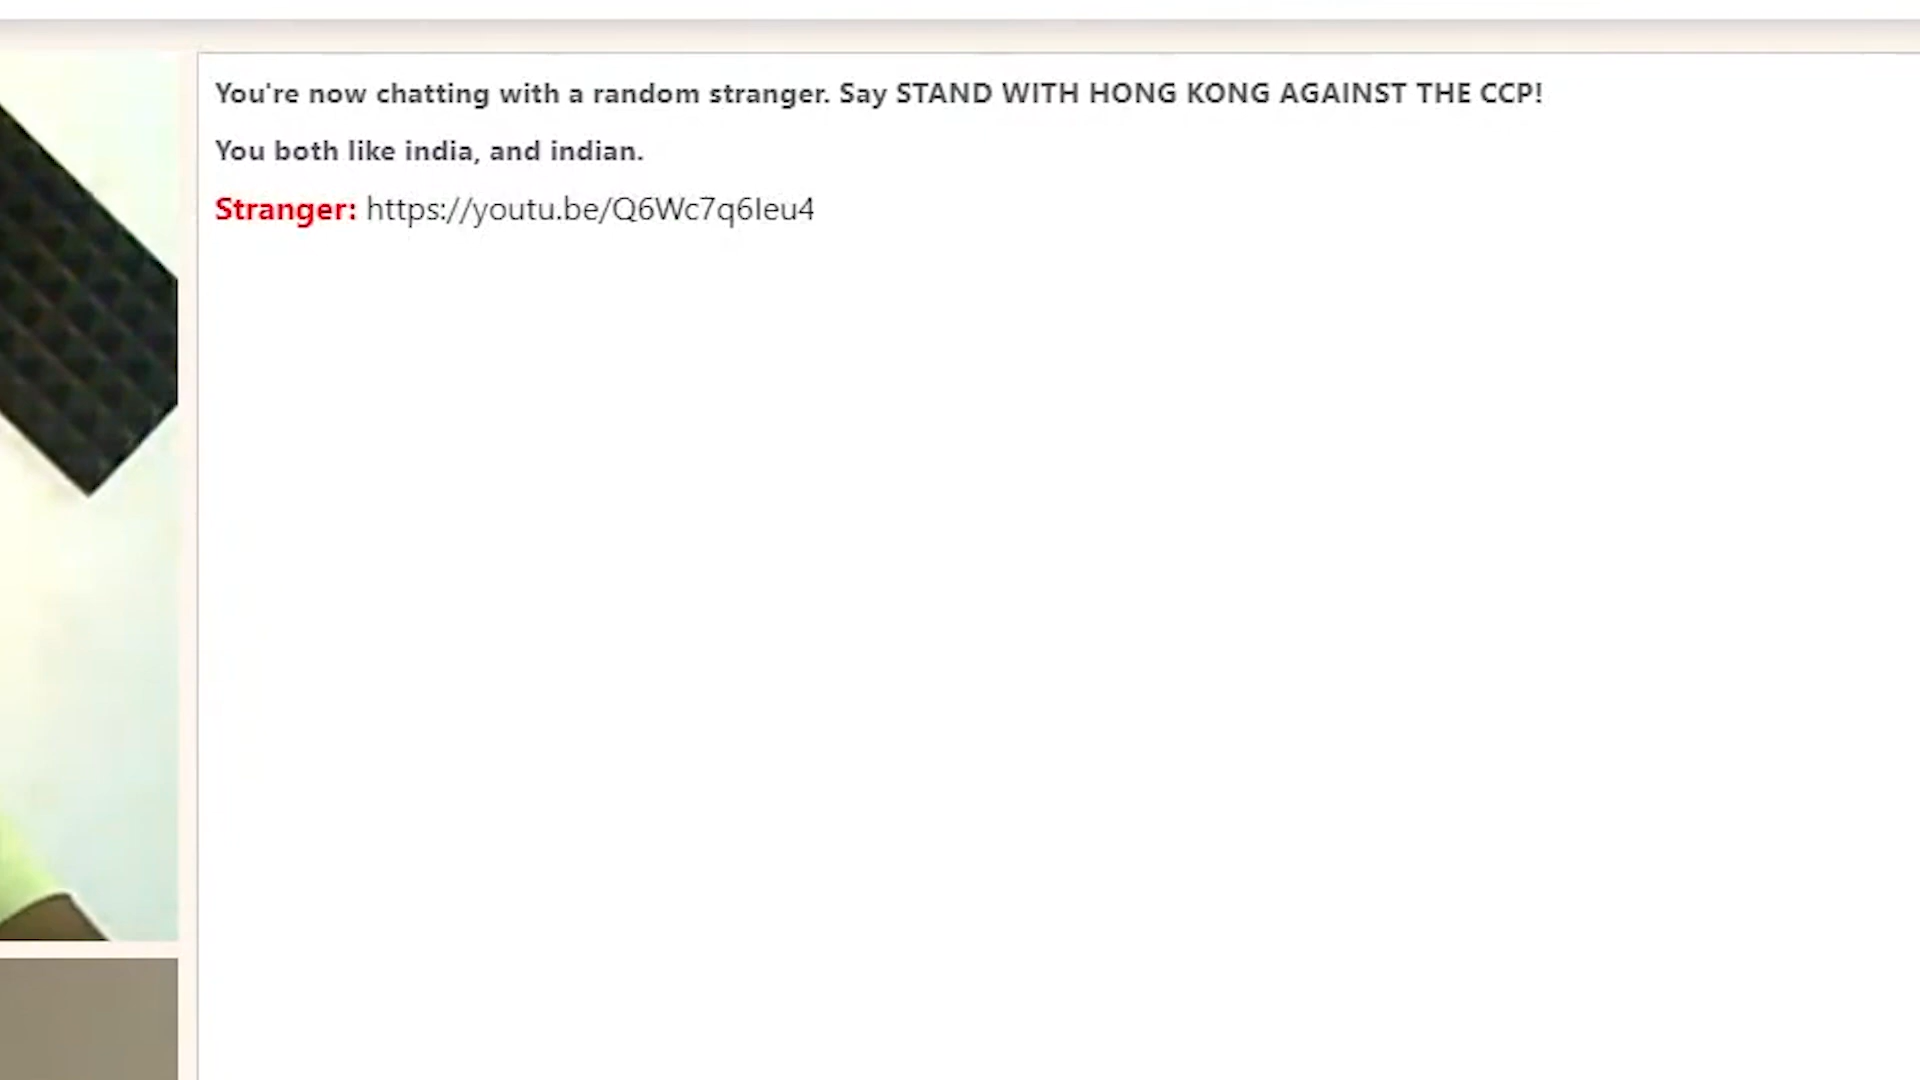 You're now chatting with a random stranger. Say STAND WITH HONG KONG AGAINST THE CCP!
You both like india, and indian.
Stranger: https://youtu.be/Q6Wc7q6Ieu4